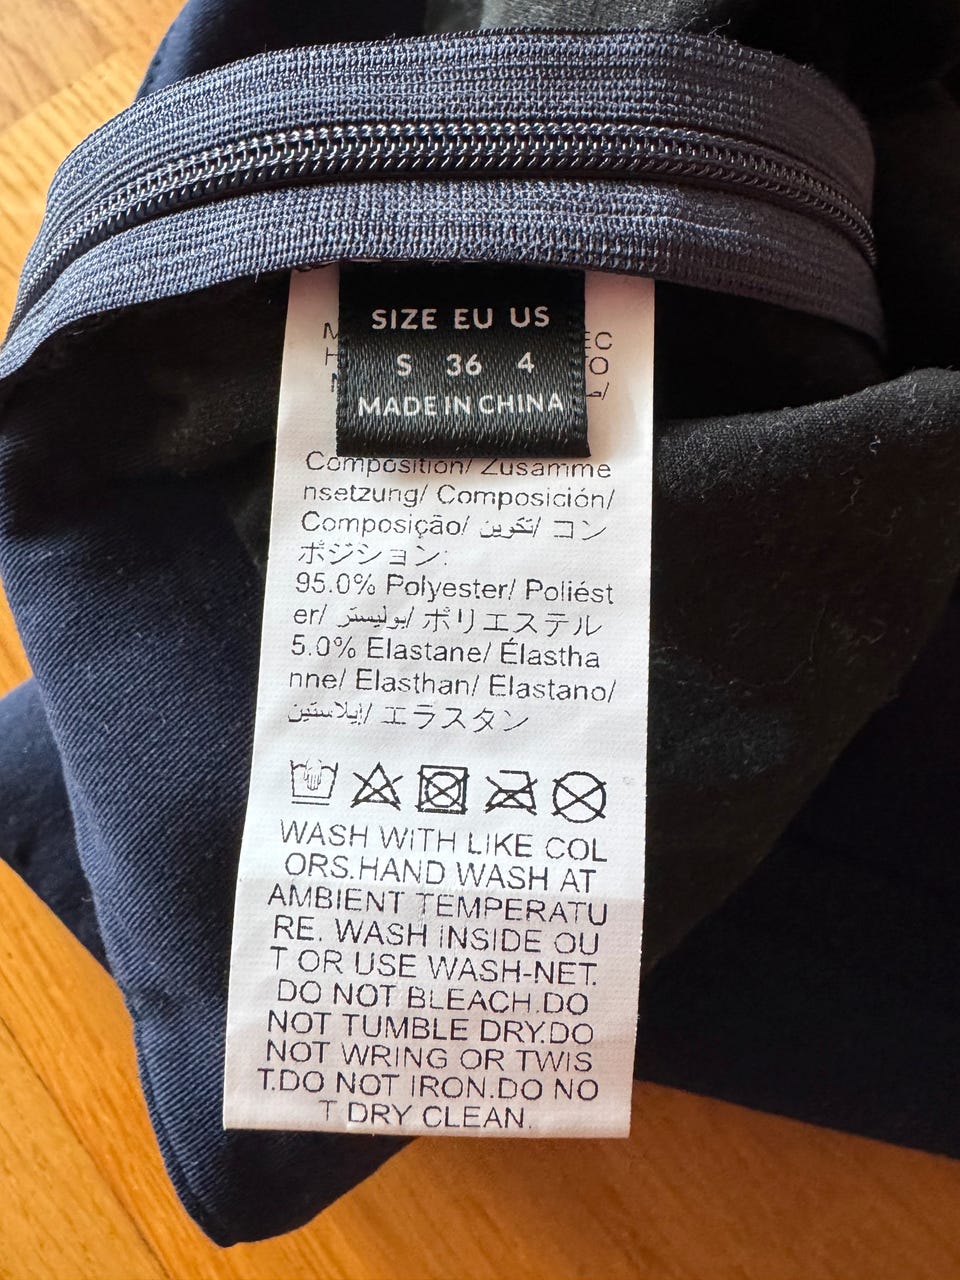 SIZE EU US
S 36 4
MADE IN CHINA
Composition/ Zusamme
nsetzung/ Composición/
Composição/ تكوين/ コン
ポジション:
95.0% Polyester/ Poliést
er/ بوليستر/ ポリエステル
5.0% Elastane/ Élastha
nne/ Elasthan/ Elastano/
إيلاستين/ エラスタン
WASH WITH LIKE COL
ORS.HAND WASH AT
AMBIENT TEMPERATU
RE. WASH INSIDE OU
T OR USE WASH-NET.
DO NOT BLEACH.DO
NOT TUMBLE DRY.DO
NOT WRING OR TWIS
T.DO NOT IRON.DO NO
T DRY CLEAN.